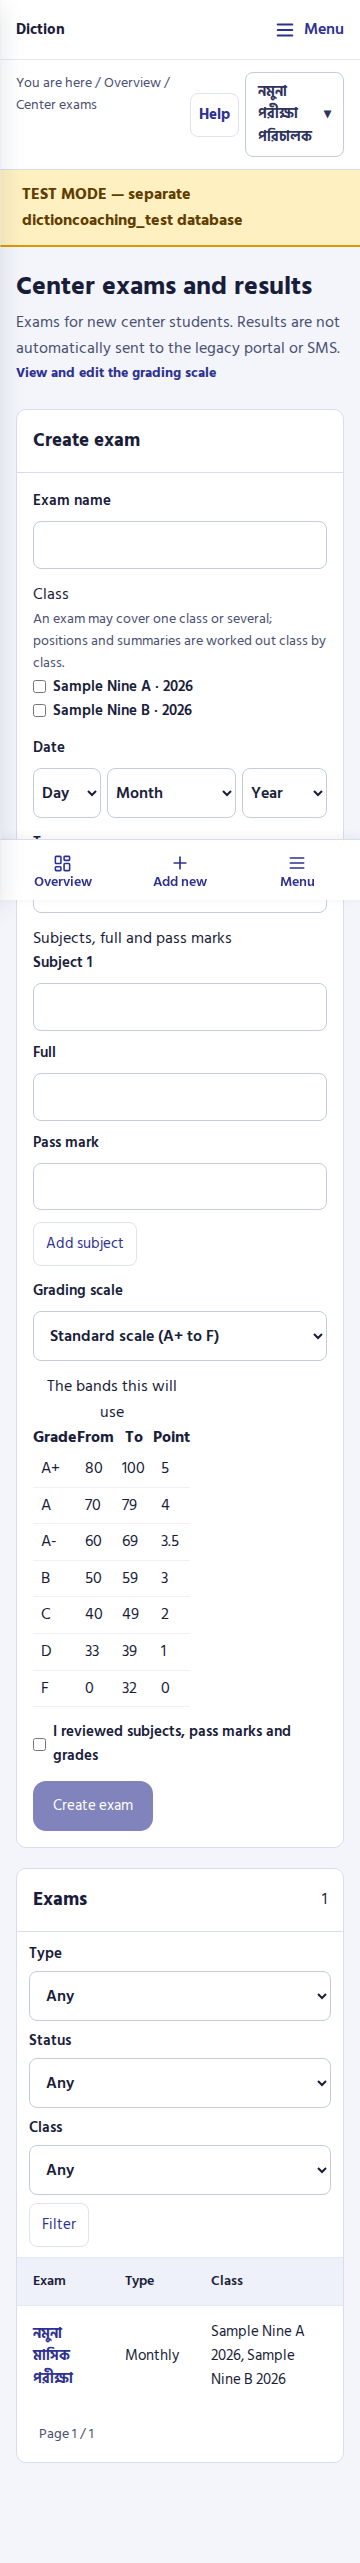 Diction
Menu
You are here / Overview /
Center exams
Help
নমুনা
পরীক্ষা
পরিচালক
TEST MODE — separate
dictioncoaching_test database
Center exams and results
Exams for new center students. Results are not
automatically sent to the legacy portal or SMS.
View and edit the grading scale
Create exam
Exam name
Class
An exam may cover one class or several;
positions and summaries are worked out class by
class.
Sample Nine A · 2026
Sample Nine B · 2026
Date
Day Month Year
Overview Add new Menu
Subjects, full and pass marks
Subject 1
Full
Pass mark
Add subject
Grading scale
Standard scale (A+ to F)
The bands this will
use
Grade From To Point
A+ 80 100 5
A 70 79 4
A- 60 69 3.5
B 50 59 3
C 40 49 2
D 33 39 1
F 0 32 0
I reviewed subjects, pass marks and
grades
Create exam
Exams 1
Type
Any
Status
Any
Class
Any
Filter
Exam Type Class
নমুনা
মাসিক
পরীক্ষা
Monthly
Sample Nine A
2026, Sample
Nine B 2026
Page 1 / 1